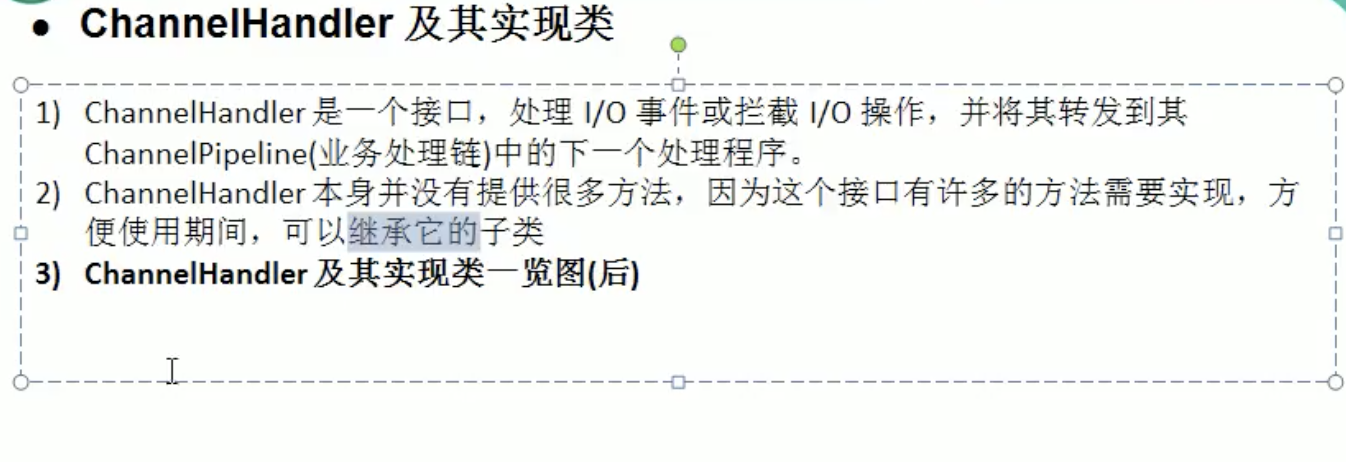 ● ChannelHandler 及其实现类
1) ChannelHandler 是一个接口，处理 I/O 事件或拦截 I/O 操作，并将其转发到其
ChannelPipeline(业务处理链)中的下一个处理程序。
2) ChannelHandler 本身并没有提供很多方法，因为这个接口有许多的方法需要实现，方
便使用期间，可以继承它的子类
3) ChannelHandler 及其实现类一览图(后)